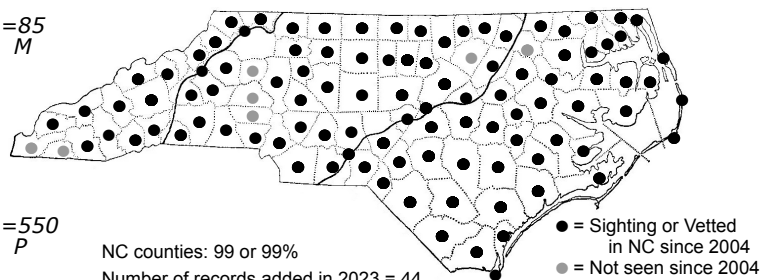 =85
M
=550
P
NC counties: 99 or 99%
Number of records added in 2023 = 44
= Sighting or Vetted
in NC since 2004
= Not seen since 2004